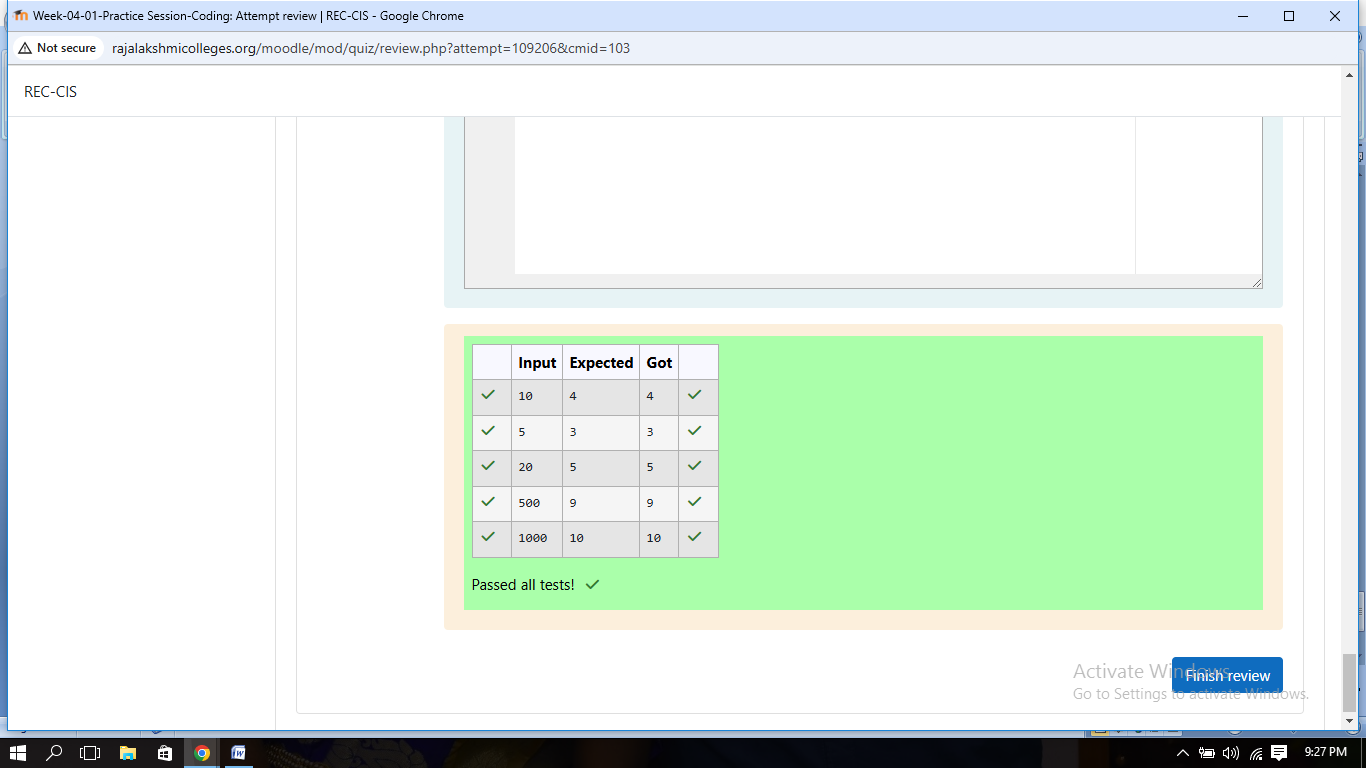 Week-04-01-Practice Session-Coding: Attempt review | REC-CIS - Google Chrome
Not secure rajalakshmicolleges.org/moodle/mod/quiz/review.php?attempt=109206&cmid=103
REC-CIS
Input Expected Got
10 4 4
5 3 3
20 5 5
500 9 9
1000 10 10
Passed all tests!
Activate Windows
Finish review
Go to Settings to activate Windows.
9:27 PM